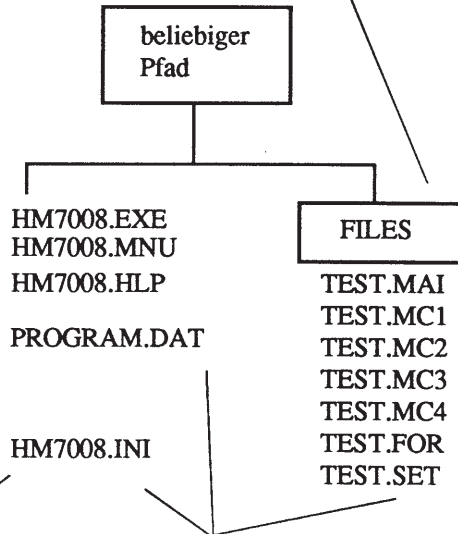 beliebiger
Pfad
HM7008.EXE
HM7008.MNU
HM7008.HLP
PROGRAM.DAT
HM7008.INI
FILES
TEST.MAI
TEST.MC1
TEST.MC2
TEST.MC3
TEST.MC4
TEST.FOR
TEST.SET